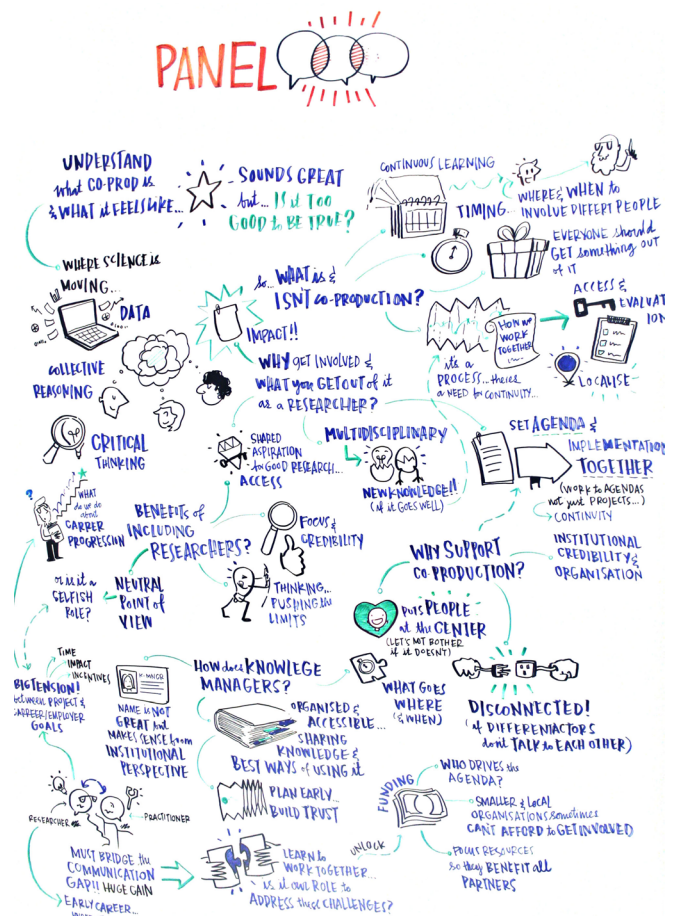 PANEL
UNDERSTAND
what CO-PROD is
& WHAT it FEELS LIKE...
SOUNDS GREAT
but... IS it TOO
GOOD to BE TRUE?
CONTINUOUS LEARNING
TIMING...
WHERE & WHEN to
INVOLVE DIFFERT PEOPLE
EVERYONE should
GET something OUT
of it
WHERE SCIENCE is
MOVING...
DATA
COLLECTIVE
REASONING
CRITICAL
THINKING
so... WHAT is &
ISN'T CO-PRODUCTION?
IMPACT!!
HOW WE
WORK
TOGETHER
ACCESS &
EVALUAT
ION
LOCALISE
it's a
PROCESS... theres
a NEED for CONTINUITY...
WHY GET INVOLVED &
WHAT you GET OUT of it
as a RESEARCHER?
SHARED
ASPIRATION
for GOOD RESEARCH...
ACCESS
MULTIDISCIPLINARY
NEW KNOWLEDGE!!
(if it GOES WELL)
SET AGENDA &
IMPLEMENTATION
TOGETHER
(WORK to AGENDAS
not just PROJECTS...)
CONTINUITY
WHAT
do we do
about
CAREER
PROGRESSION
BENEFITS of
INCLUDING
RESEARCHERS?
FOCUS &
CREDIBILITY
THINKING...
PUSHING the
LIMITS
or is it a
SELFISH
ROLE?
NEUTRAL
POINT of
VIEW
WHY SUPPORT
CO-PRODUCTION?
INSTITUTIONAL
CREDIBILITY &
ORGANISATION
PUTS PEOPLE
at the CENTER
(LET'S NOT BOTHER
if it DOESN'T)
DISCONNECTED!
(if DIFFERENT ACTORS
don't TALK to EACH OTHER)
TIME
IMPACT
INCENTIVES
BIG TENSION!
between PROJECT &
CARREER/EMPLOYER
GOALS
K-MNGR
NAME is NOT
GREAT but
MAKES SENSE from
INSTITUTIONAL
PERSPECTIVE
HOW does KNOWLEGE
MANAGERS?
ORGANISED &
ACCESSIBLE...
SHARING
KNOWLEDGE &
BEST WAYS of USING it
WHAT GOES
WHERE
(& WHEN)
PLAN EARLY...
BUILD TRUST
RESEARCHER
PRACTITIONER
MUST BRIDGE the
COMMUNICATION
GAP!! HUGE GAIN
EARLY CAREER...
LEARN to
WORK TOGETHER...
is it our ROLE to
ADDRESS these CHALLENGES?
UNLOCK
FUNDING
WHO DRIVES the
AGENDA?
SMALLER & LOCAL
ORGANISATIONS sometimes
CAN'T AFFORD to GET INVOLVED
FOCUS RESOURCES
so they BENEFIT all
PARTNERS